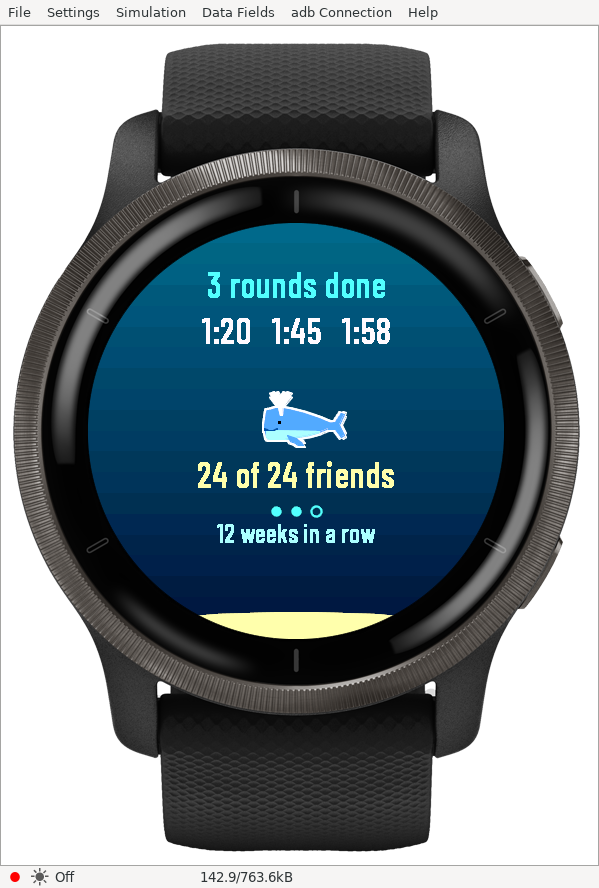 File Settings Simulation Data Fields adb Connection Help
3 rounds done
1:20 1:45 1:58
24 of 24 friends
12 weeks in a row
Off 142.9/763.6kB